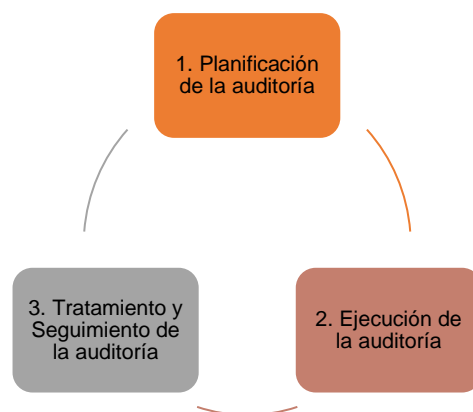 1. Planificación
de la auditoría
3. Tratamiento y
Seguimiento de
la auditoría
2. Ejecución de
la auditoría